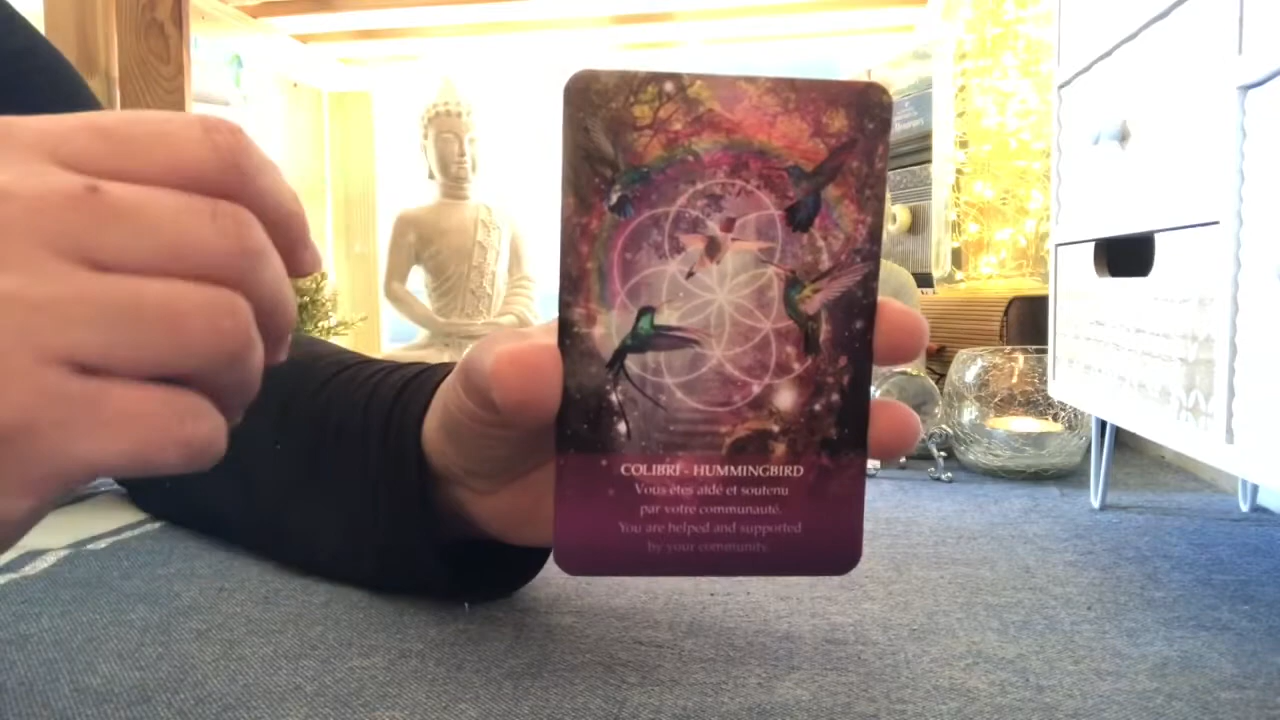 COLIBRI - HUMMINGBIRD
Vous êtes aidé et soutenu
par votre communauté.
You are helped and supported
by your community.